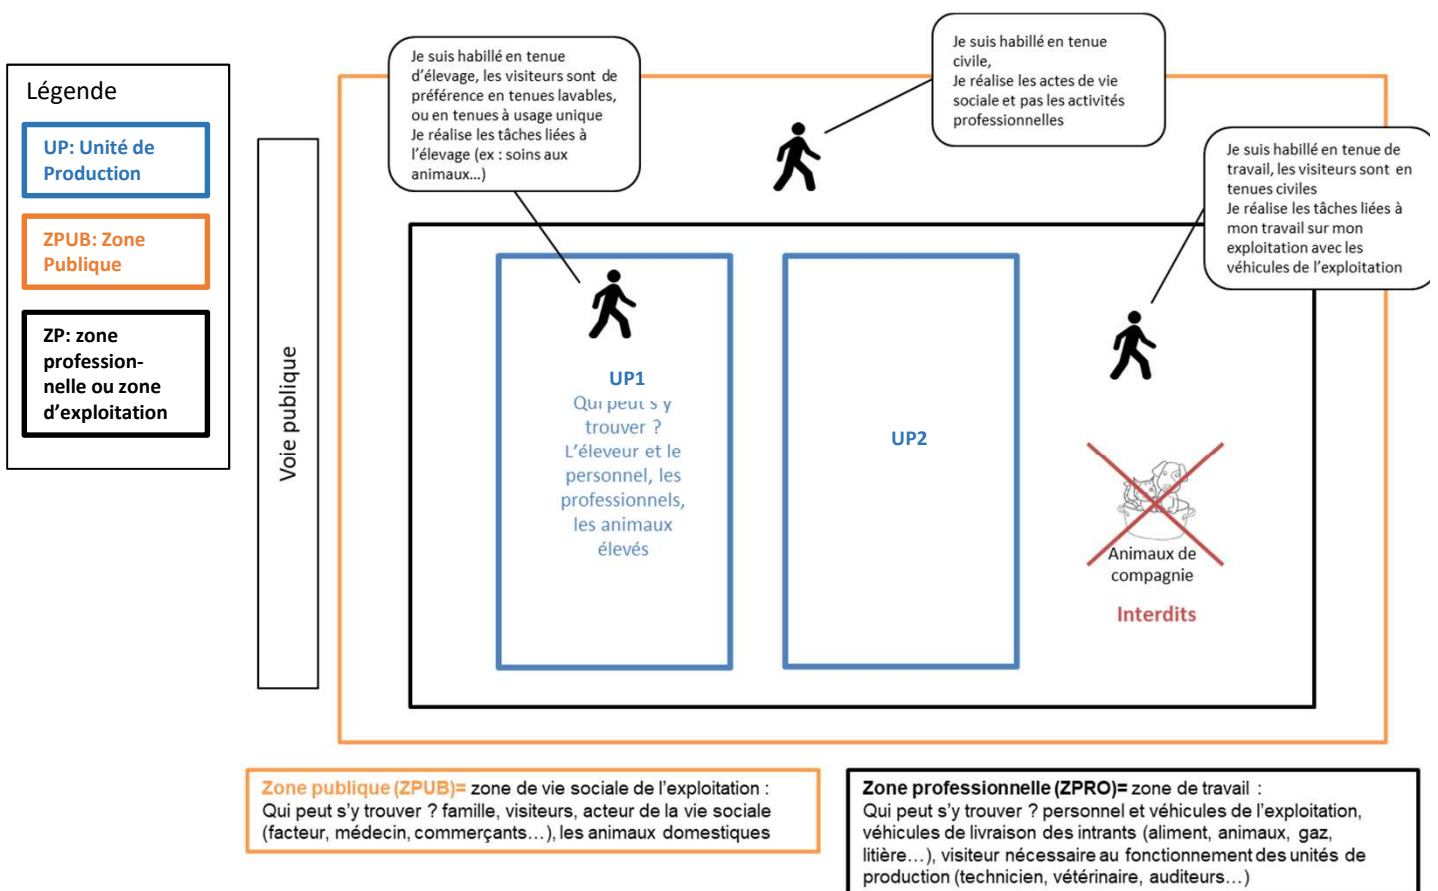 Légende
UP: Unité de
Production
ZPUB: Zone
Publique
ZP: zone
profession-
nelle ou zone
d’exploitation
Voie publique
Je suis habillé en tenue
d’élevage, les visiteurs sont de
préférence en tenues lavables,
ou en tenues à usage unique
Je réalise les tâches liées à
l’élevage (ex : soins aux
animaux…)
Je suis habillé en tenue
civile,
Je réalise les actes de vie
sociale et pas les activités
professionnelles
Je suis habillé en tenue de
travail, les visiteurs sont en
tenues civiles
Je réalise les tâches liées à
mon travail sur mon
exploitation avec les
véhicules de l’exploitation
UP1
Qui peut s’y
trouver ?
L’éleveur et le
personnel, les
professionnels,
les animaux
élevés
UP2
Animaux de
compagnie
Interdits
Zone publique (ZPUB)= zone de vie sociale de l’exploitation :
Qui peut s’y trouver ? famille, visiteurs, acteur de la vie sociale
(facteur, médecin, commerçants…), les animaux domestiques
Zone professionnelle (ZPRO)= zone de travail :
Qui peut s’y trouver ? personnel et véhicules de l’exploitation,
véhicules de livraison des intrants (aliment, animaux, gaz,
litière…), visiteur nécessaire au fonctionnement des unités de
production (technicien, vétérinaire, auditeurs…)